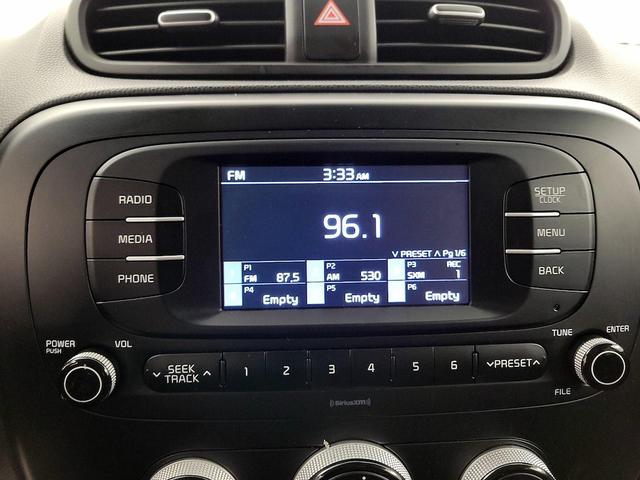 FM 3:33 AM
96.1
∨ PRESET ∧ Pg 1/6
P1 P2 P3 REC
FM 87.5 AM 530 SXM 1
P4 P5 P6
Empty Empty Empty
RADIO
MEDIA
PHONE
SETUP
CLOCK
MENU
BACK
POWER
PUSH
VOL
∨ SEEK ∧
TRACK
1 2 3 4 5 6
∨PRESET∧
TUNE
ENTER
FILE
SiriusXM